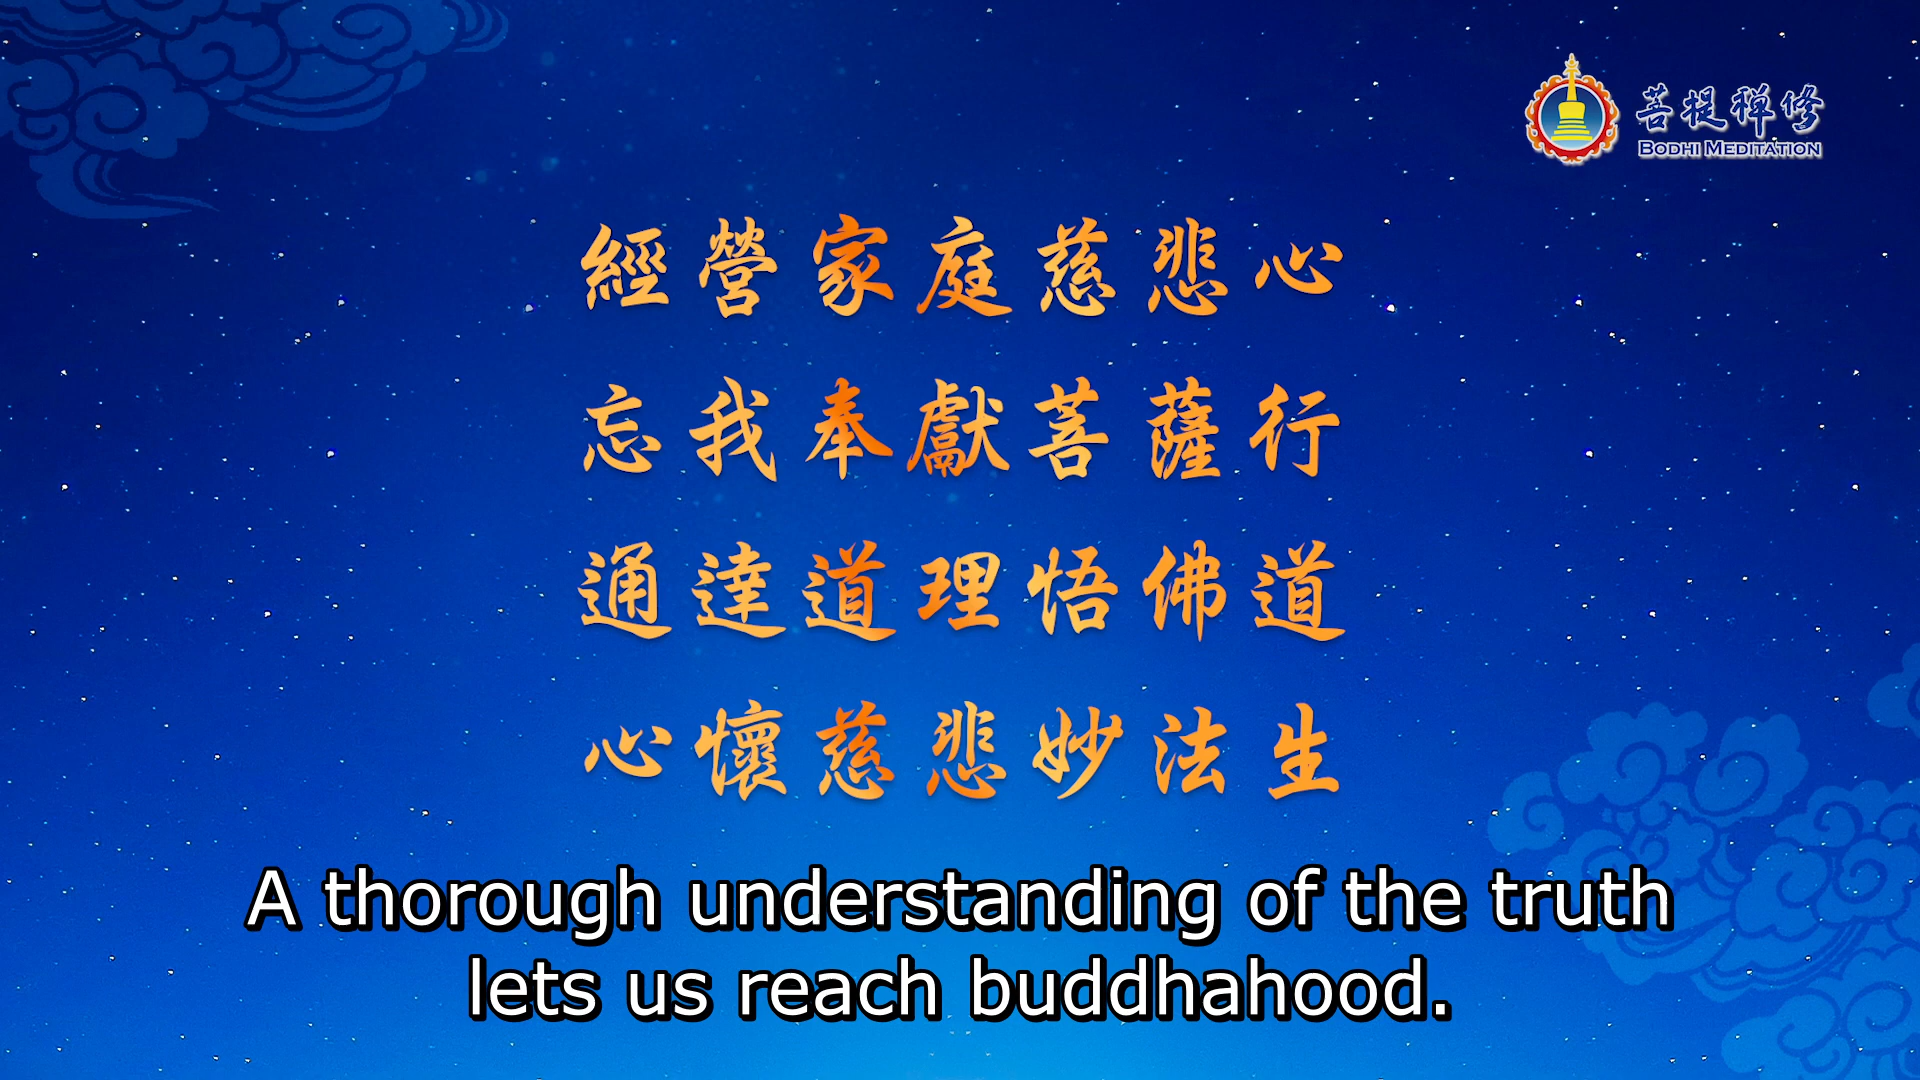 菩提禪修
BODHI MEDITATION
經營家庭慈悲心
忘我奉獻菩薩行
通達道理悟佛道
心懷慈悲妙法生
A thorough understanding of the truth
lets us reach buddhahood.